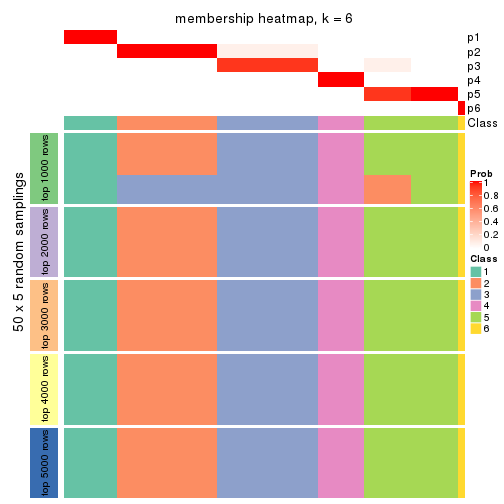 membership heatmap, k = 6
p1
p2
p3
p4
p5
p6
Class
50 x 5 random samplings
top 1000 rows
top 2000 rows
top 3000 rows
top 4000 rows
top 5000 rows
Prob
1
0.8
0.6
0.4
0.2
0
Class
1
2
3
4
5
6